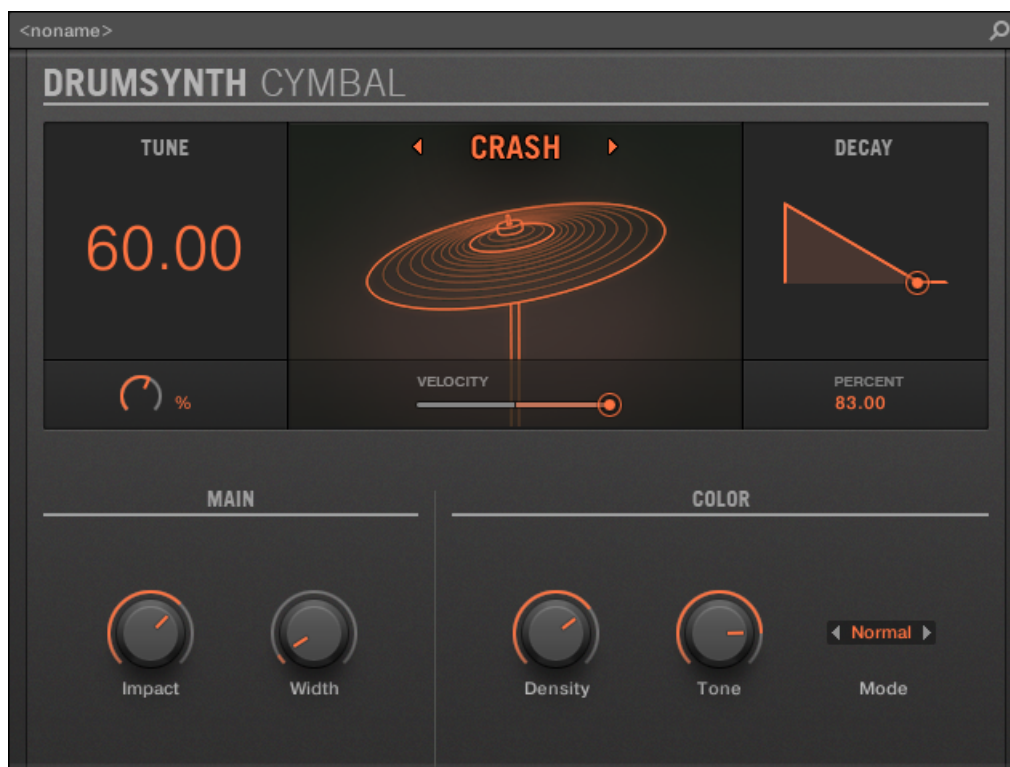 <noname>
DRUMSYNTH CYMBAL
TUNE
CRASH
DECAY
60.00
%
VELOCITY
PERCENT
83.00
MAIN
COLOR
Impact
Width
Density
Tone
Normal
Mode